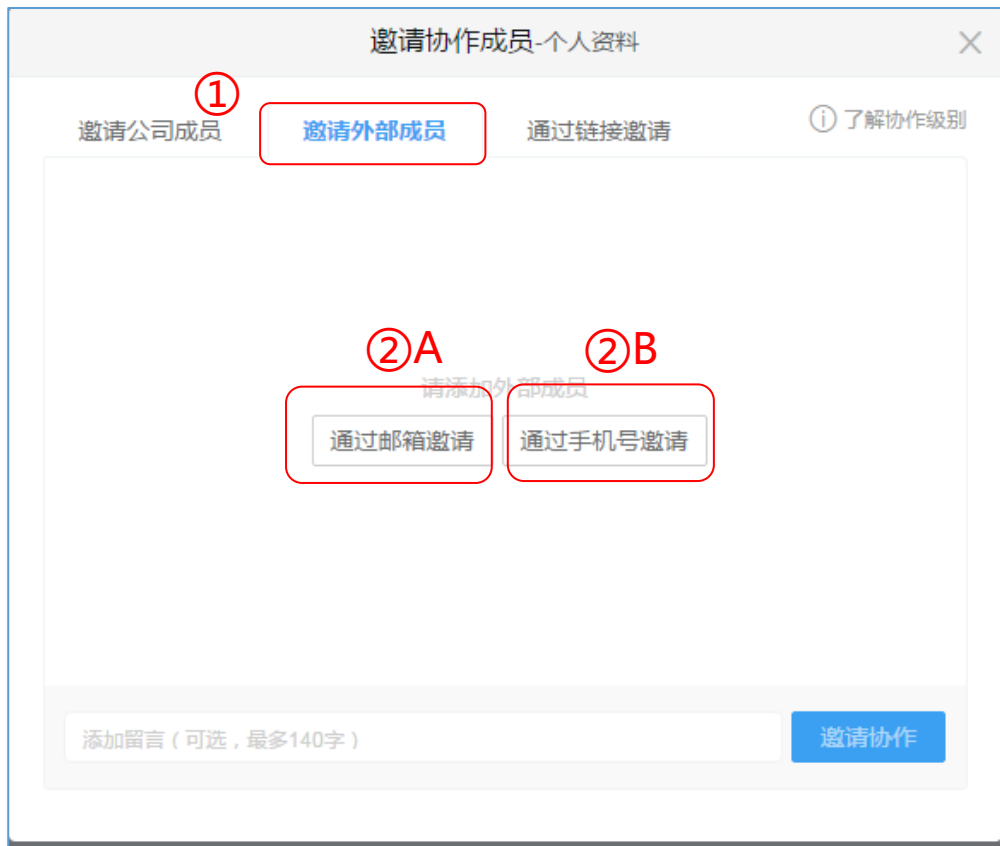 邀请协作成员-个人资料
①
邀请公司成员 邀请外部成员 通过链接邀请 了解协作级别
②A ②B
请添加外部成员
通过邮箱邀请 通过手机号邀请
添加留言（可选，最多140字） 邀请协作